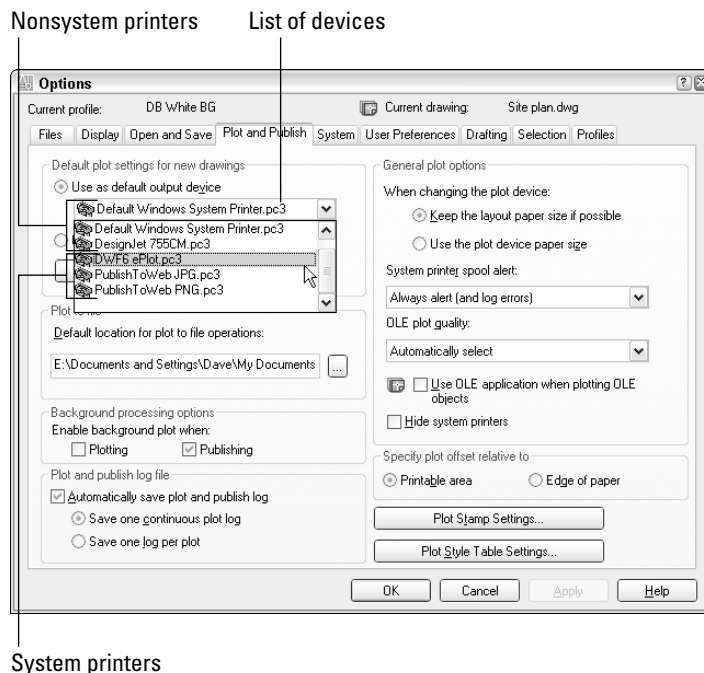 Nonsystem printers
List of devices
Options
Current profile: DB White BG
Current drawing: Site plan.dwg
Files Display Open and Save Plot and Publish System User Preferences Drafting Selection Profiles
Default plot settings for new drawings
Use as default output device
Default Windows System Printer.pc3
Default Windows System Printer.pc3
DesignJet 755CM.pc3
DWF6 ePlot.pc3
PublishToWeb JPG.pc3
PublishToWeb PNG.pc3
Plot to file
Default location for plot to file operations:
E:\Documents and Settings\Dave\My Documents
...
Background processing options
Enable background plot when:
Plotting
Publishing
Plot and publish log file
Automatically save plot and publish log
Save one continuous plot log
Save one log per plot
General plot options
When changing the plot device:
Keep the layout paper size if possible
Use the plot device paper size
System printer spool alert:
Always alert (and log errors)
OLE plot quality:
Automatically select
Use OLE application when plotting OLE
objects
Hide system printers
Specify plot offset relative to
Printable area
Edge of paper
Plot Stamp Settings...
Plot Style Table Settings...
OK Cancel Apply Help
System printers